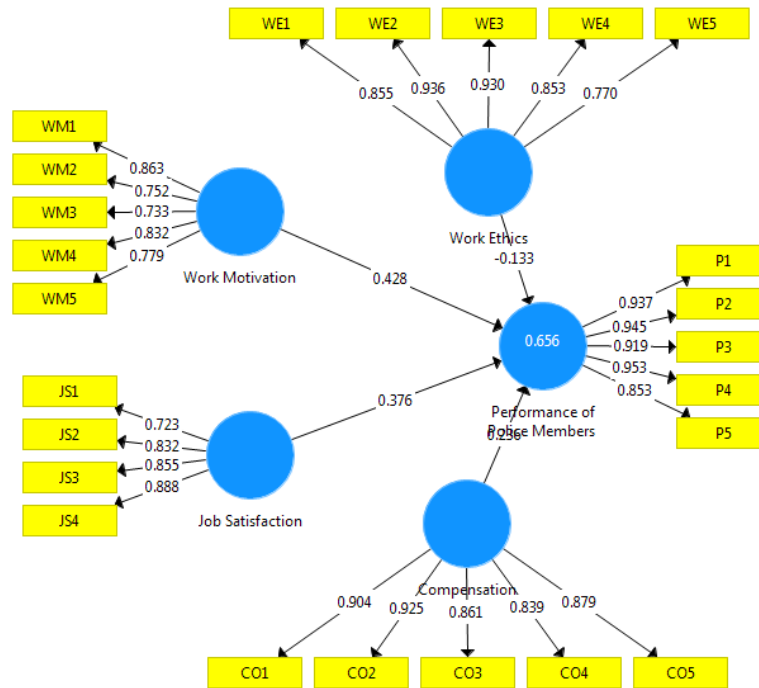 WE1 WE2 WE3 WE4 WE5
0.855 0.936 0.930 0.853 0.770
WM1
WM2
WM3
WM4
WM5
0.863
0.752
0.733
0.832
0.779
Work Motivation
Work Ethics
-0.133
0.428
P1
P2
P3
P4
P5
0.937
0.945
0.919
0.953
0.853
0.656
Performance of
Police Members
0.376
0.236
JS1
JS2
JS3
JS4
0.723
0.832
0.855
0.888
Job Satisfaction
Compensation
0.904 0.925 0.861 0.839 0.879
CO1 CO2 CO3 CO4 CO5